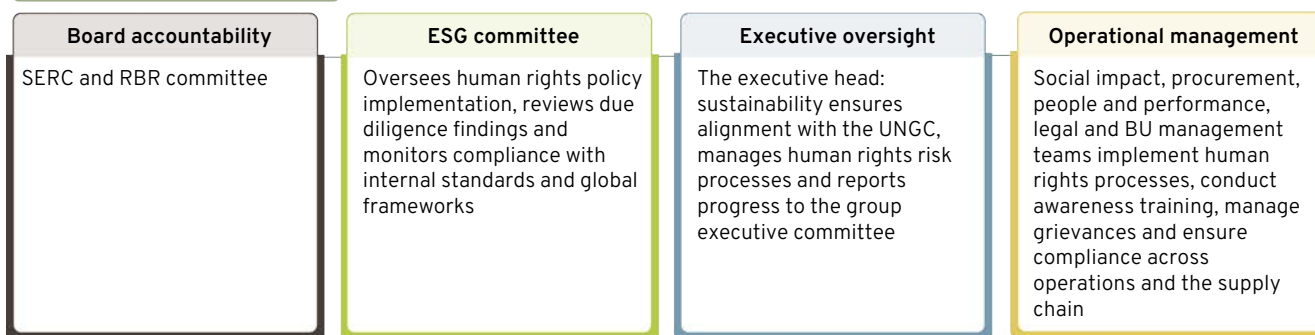 Board accountability
SERC and RBR committee
ESG committee
Oversees human rights policy
implementation, reviews due
diligence findings and
monitors compliance with
internal standards and global
frameworks
Executive oversight
The executive head:
sustainability ensures
alignment with the UNGC,
manages human rights risk
processes and reports
progress to the group
executive committee
Operational management
Social impact, procurement,
people and performance,
legal and BU management
teams implement human
rights processes, conduct
awareness training, manage
grievances and ensure
compliance across
operations and the supply
chain